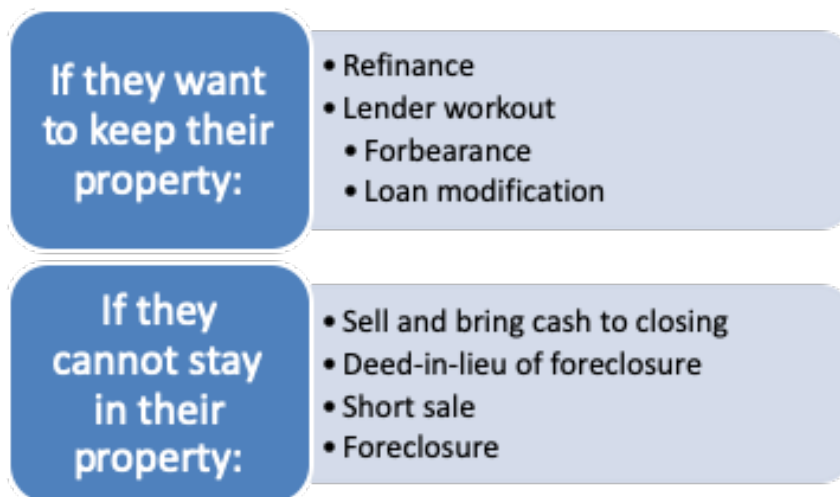 If they want
to keep their
property:
• Refinance
• Lender workout
• Forbearance
• Loan modification
If they
cannot stay
in their
property:
• Sell and bring cash to closing
• Deed-in-lieu of foreclosure
• Short sale
• Foreclosure